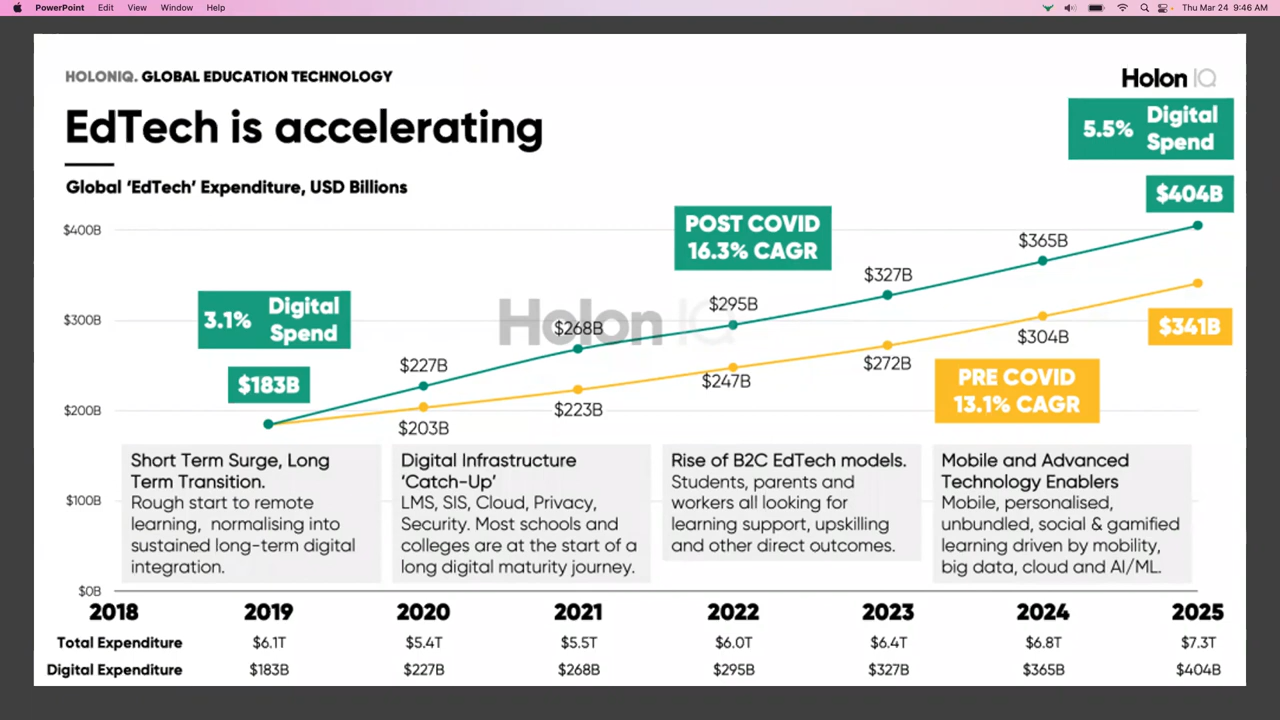 PowerPoint Edit View Window Help
Thu Mar 24 9:46 AM
HOLONIQ. GLOBAL EDUCATION TECHNOLOGY
Holon IQ
EdTech is accelerating
Global ‘EdTech’ Expenditure, USD Billions
5.5% Digital
Spend
$404B
POST COVID
16.3% CAGR
$400B
$365B
$327B
3.1% Digital
Spend
$300B
Holon IQ
$295B
$268B
$341B
$227B
$304B
$183B
$272B
$247B
PRE COVID
13.1% CAGR
$200B
$223B
$203B
Short Term Surge, Long
Term Transition.
Rough start to remote
learning, normalising into
sustained long-term digital
integration.
Digital Infrastructure
‘Catch-Up’
LMS, SIS, Cloud, Privacy,
Security. Most schools and
colleges are at the start of a
long digital maturity journey.
Rise of B2C EdTech models.
Students, parents and
workers all looking for
learning support, upskilling
and other direct outcomes.
Mobile and Advanced
Technology Enablers
Mobile, personalised,
unbundled, social & gamified
learning driven by mobility,
big data, cloud and AI/ML.
$100B
$0B
2018 2019 2020 2021 2022 2023 2024 2025
Total Expenditure $6.1T $5.4T $5.5T $6.0T $6.4T $6.8T $7.3T
Digital Expenditure $183B $227B $268B $295B $327B $365B $404B